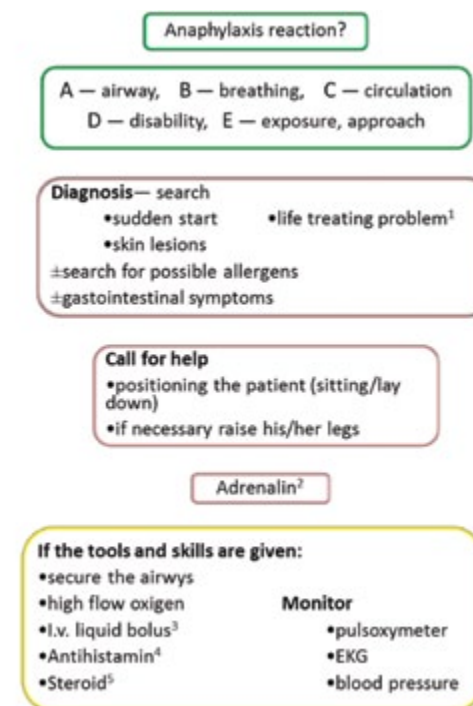 Anaphylaxis reaction?
A — airway, B — breathing, C — circulation
D — disability, E — exposure, approach
Diagnosis— search
•sudden start •life treating problem¹
•skin lesions
±search for possible allergens
±gastointestinal symptoms
Call for help
•positioning the patient (sitting/lay
down)
•if necessary raise his/her legs
Adrenalin²
If the tools and skills are given:
•secure the airwys
•high flow oxigen Monitor
•I.v. liquid bolus³ •pulsoxymeter
•Antihistamin⁴ •EKG
•Steroid⁵ •blood pressure